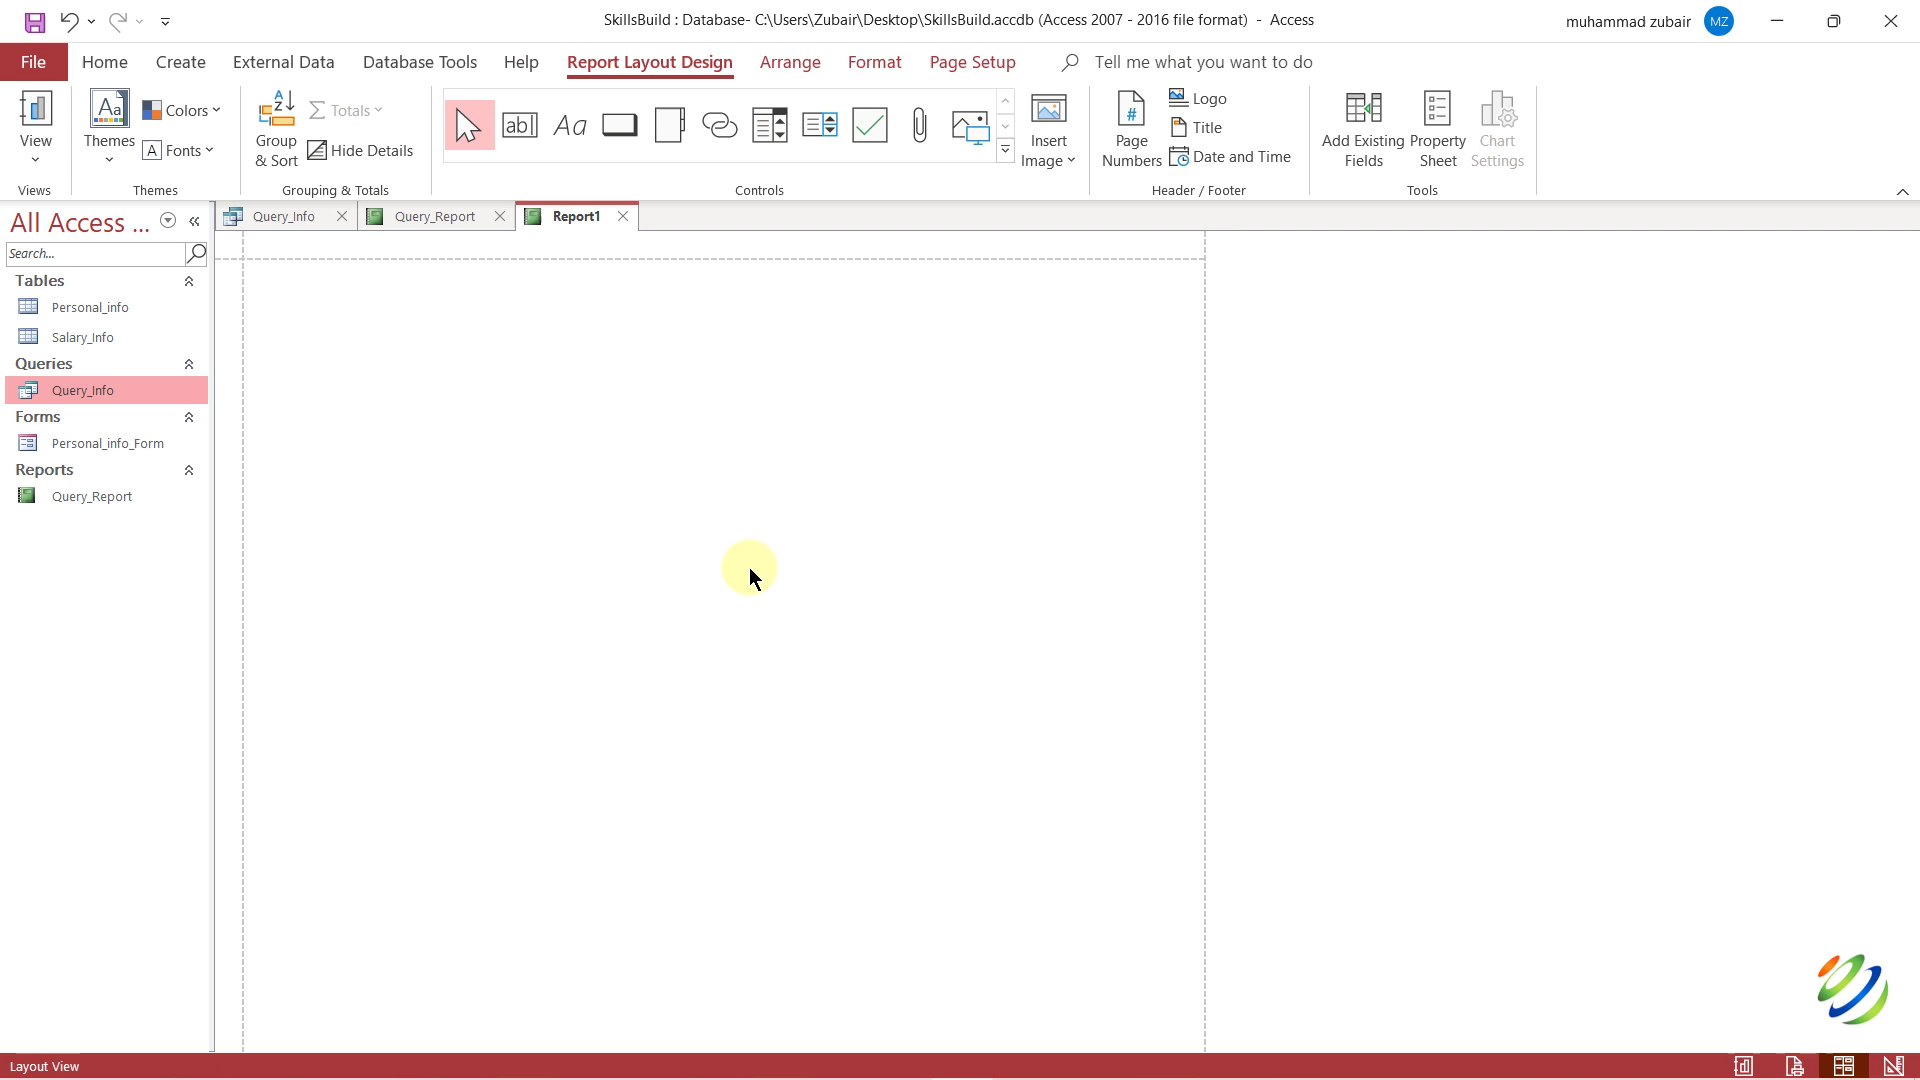 SkillsBuild : Database- C:\Users\Zubair\Desktop\SkillsBuild.accdb (Access 2007 - 2016 file format)  -  Access
muhammad zubair MZ
File Home Create External Data Database Tools Help Report Layout Design Arrange Format Page Setup Tell me what you want to do
View
Views
Aa
Themes
Colors
A Fonts
Themes
A
Z
Group
& Sort
Totals
Hide Details
Grouping & Totals
ab
Aa
Controls
Insert
Image
#
Page
Numbers
Logo
Title
Date and Time
Header / Footer
Add Existing
Fields
Property
Sheet
Chart
Settings
Tools
All Access ...
Query_Info
Query_Report
Report1
Search...
Tables
Personal_info
Salary_Info
Queries
Query_Info
Forms
Personal_info_Form
Reports
Query_Report
Layout View